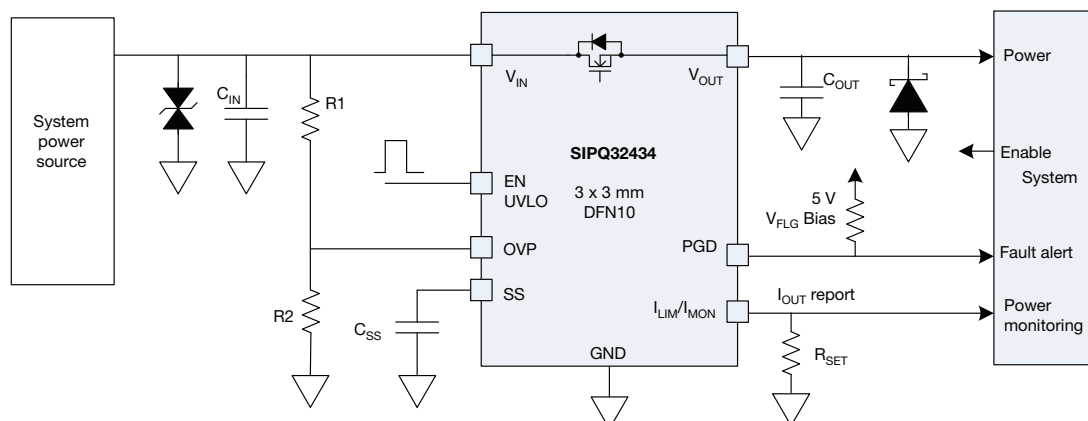 System
power
source
C_IN
R1
R2
V_IN
V_OUT
SIPQ32434
3 x 3 mm
DFN10
EN
UVLO
OVP
SS
C_SS
PGD
I_LIM/I_MON
GND
C_OUT
5 V
V_FLG Bias
I_OUT report
R_SET
Power
Enable
System
Fault alert
Power
monitoring